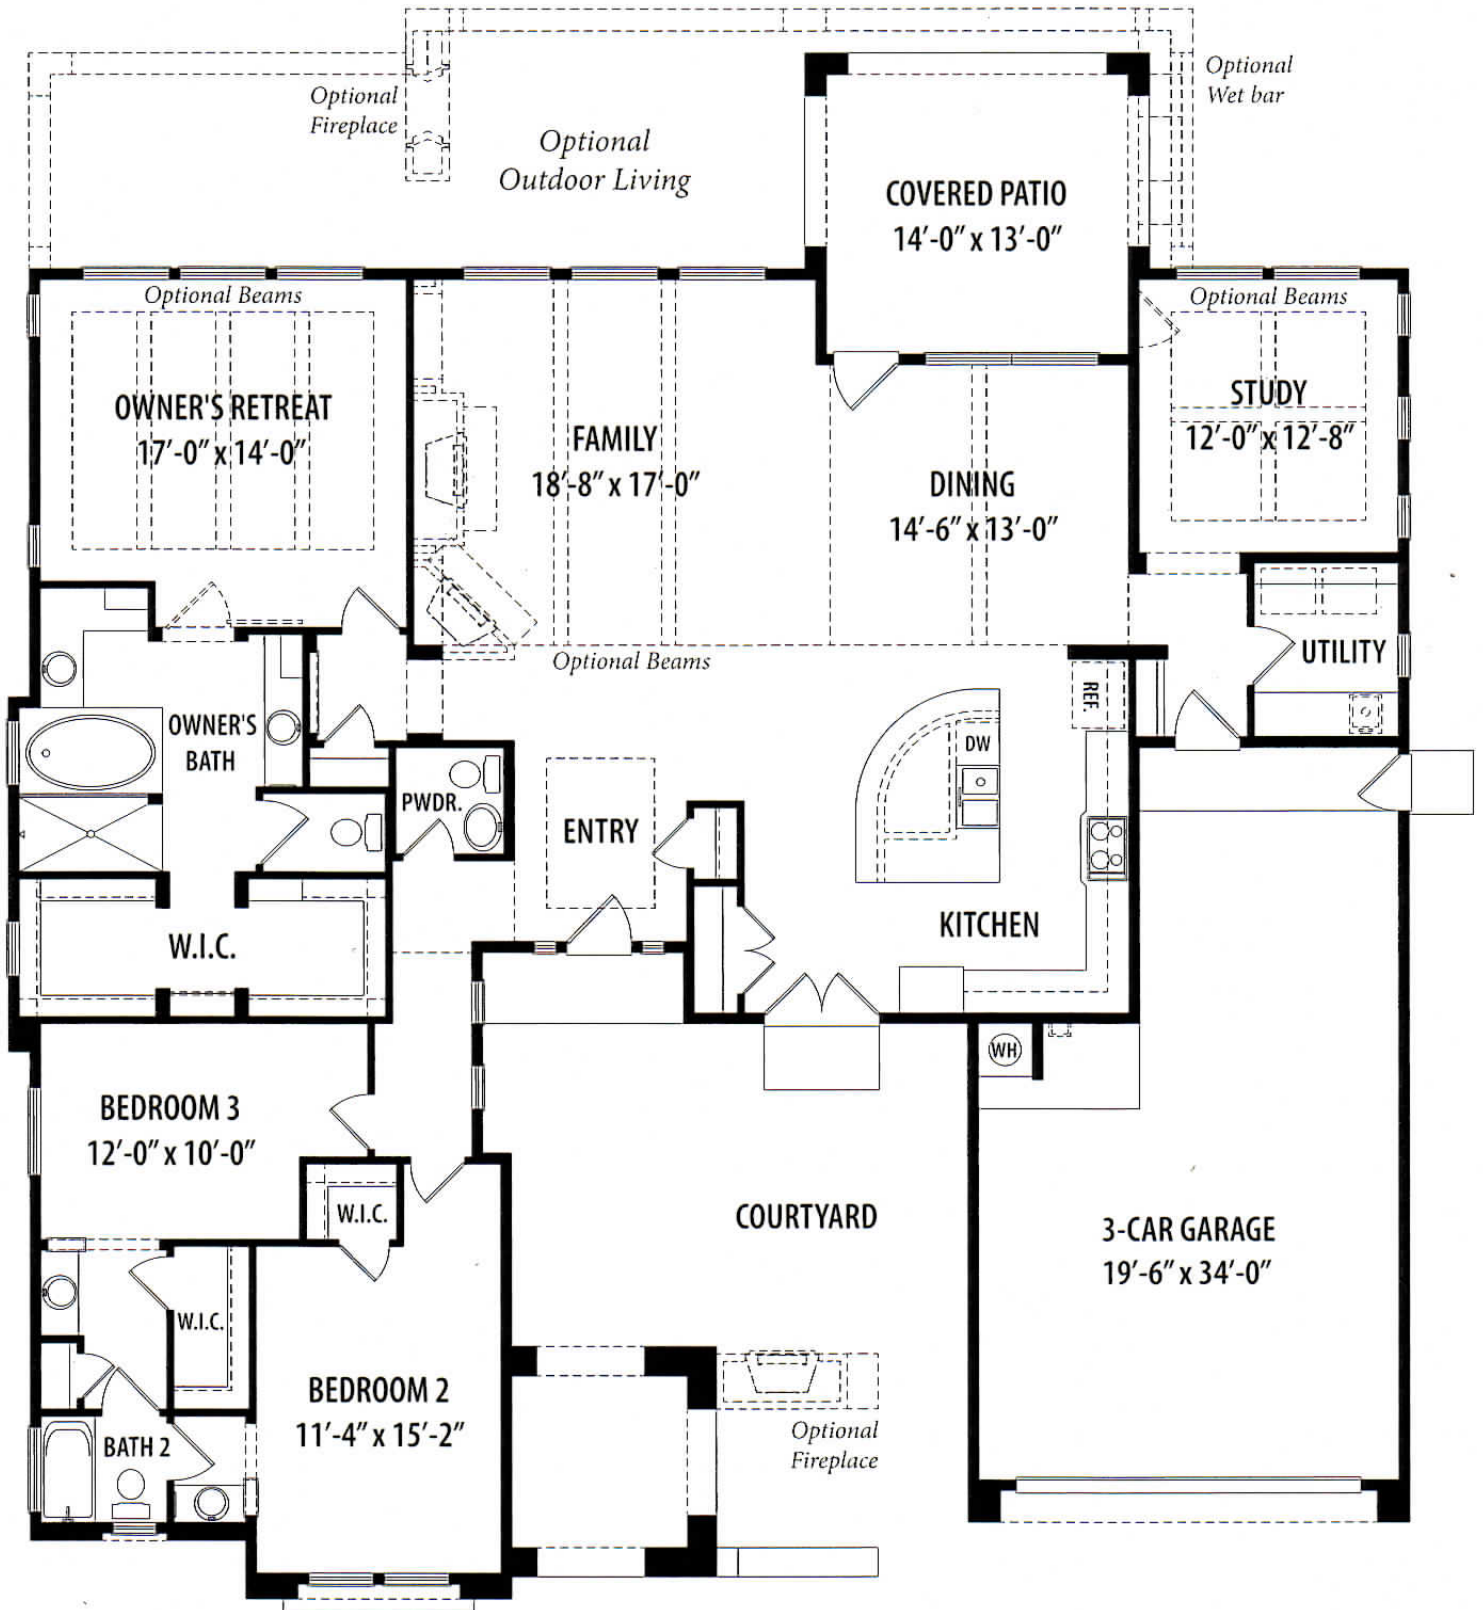 Optional
Wet bar
Optional
Fireplace
Optional
Outdoor Living
COVERED PATIO
14'-0" x 13'-0"
Optional Beams
Optional Beams
OWNER'S RETREAT
17'-0" x 14'-0"
FAMILY
18'-8" x 17'-0"
DINING
14'-6" x 13'-0"
STUDY
12'-0" x 12'-8"
Optional Beams
UTILITY
REF.
OWNER'S
BATH
DW
PWDR.
ENTRY
KITCHEN
W.I.C.
WH
BEDROOM 3
12'-0" x 10'-0"
W.I.C.
COURTYARD
3-CAR GARAGE
19'-6" x 34'-0"
W.I.C.
BEDROOM 2
11'-4" x 15'-2"
BATH 2
Optional
Fireplace